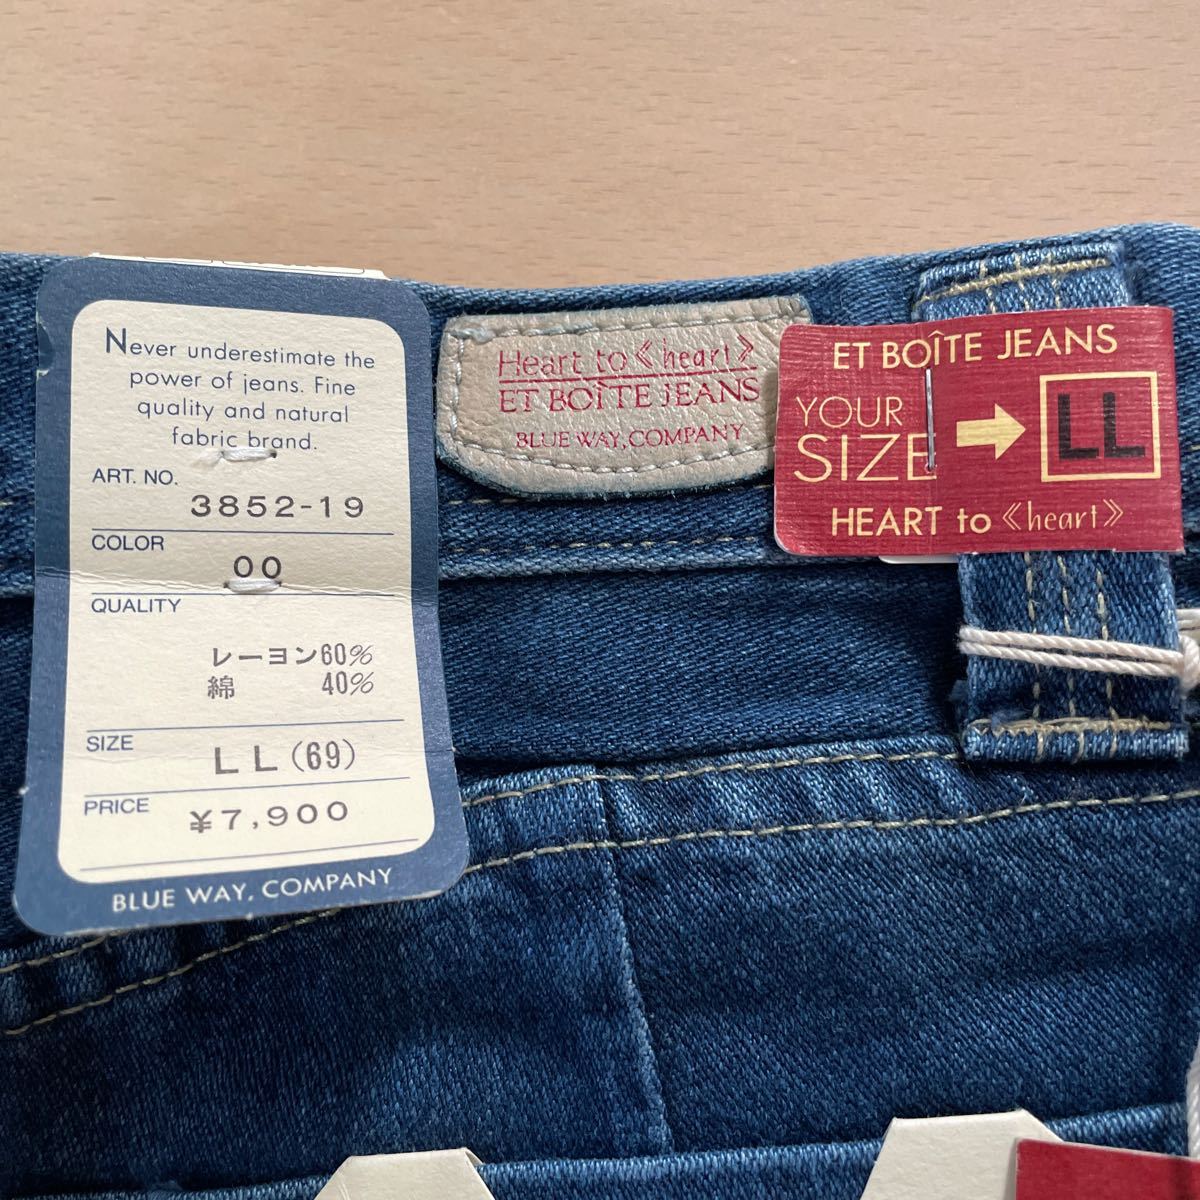 Never underestimate the
power of jeans. Fine
quality and natural
fabric brand.
ART. NO.
3852-19
COLOR
00
QUALITY
レーヨン60%
綿 40%
SIZE
LL(69)
PRICE
¥7,900
BLUE WAY, COMPANY
Heart to《heart》
ET BOÎTE JEANS
BLUE WAY, COMPANY
ET BOÎTE JEANS
YOUR
SIZE
LL
HEART to《heart》